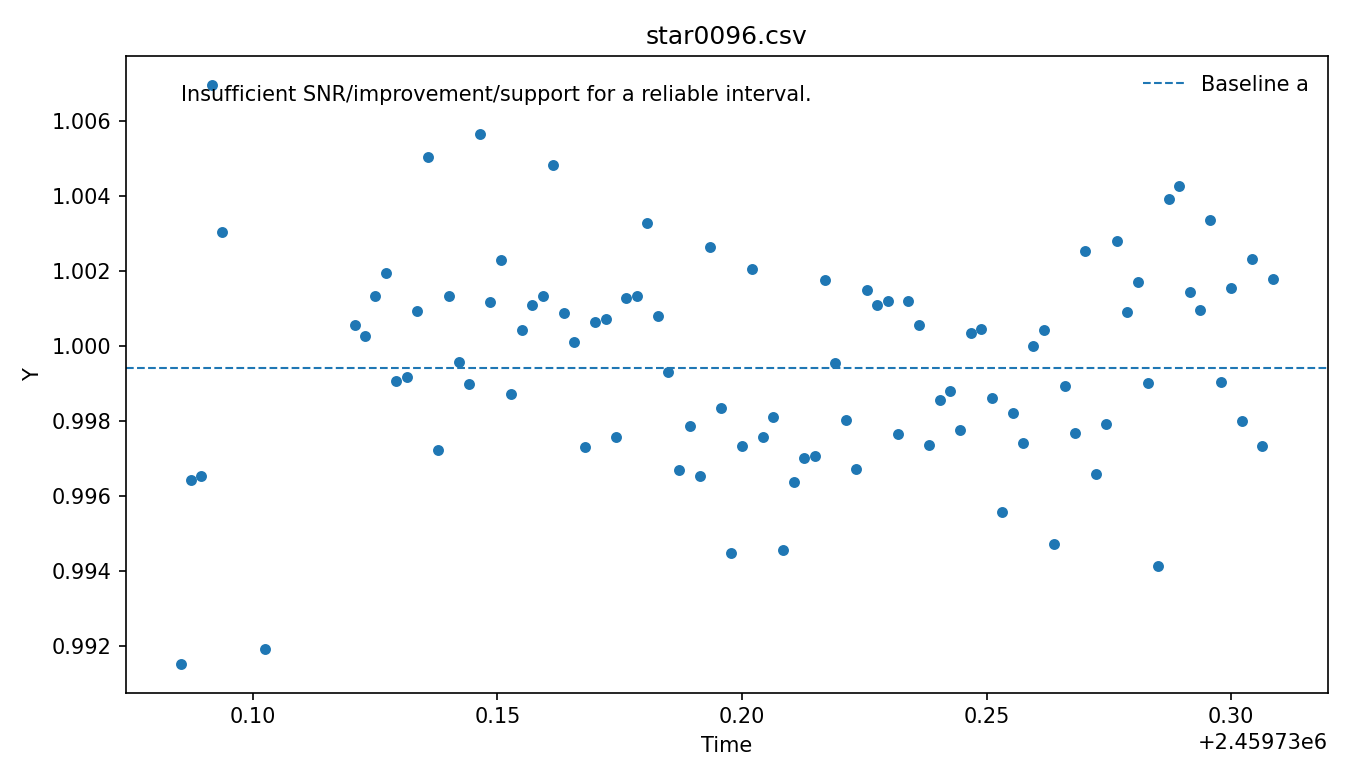 star0096.csv
Insufficient SNR/improvement/support for a reliable interval.
Baseline a
1.006
1.004
1.002
1.000
0.998
0.996
0.994
0.992
Y
0.10 0.15 0.20 0.25 0.30
Time
+2.45973e6